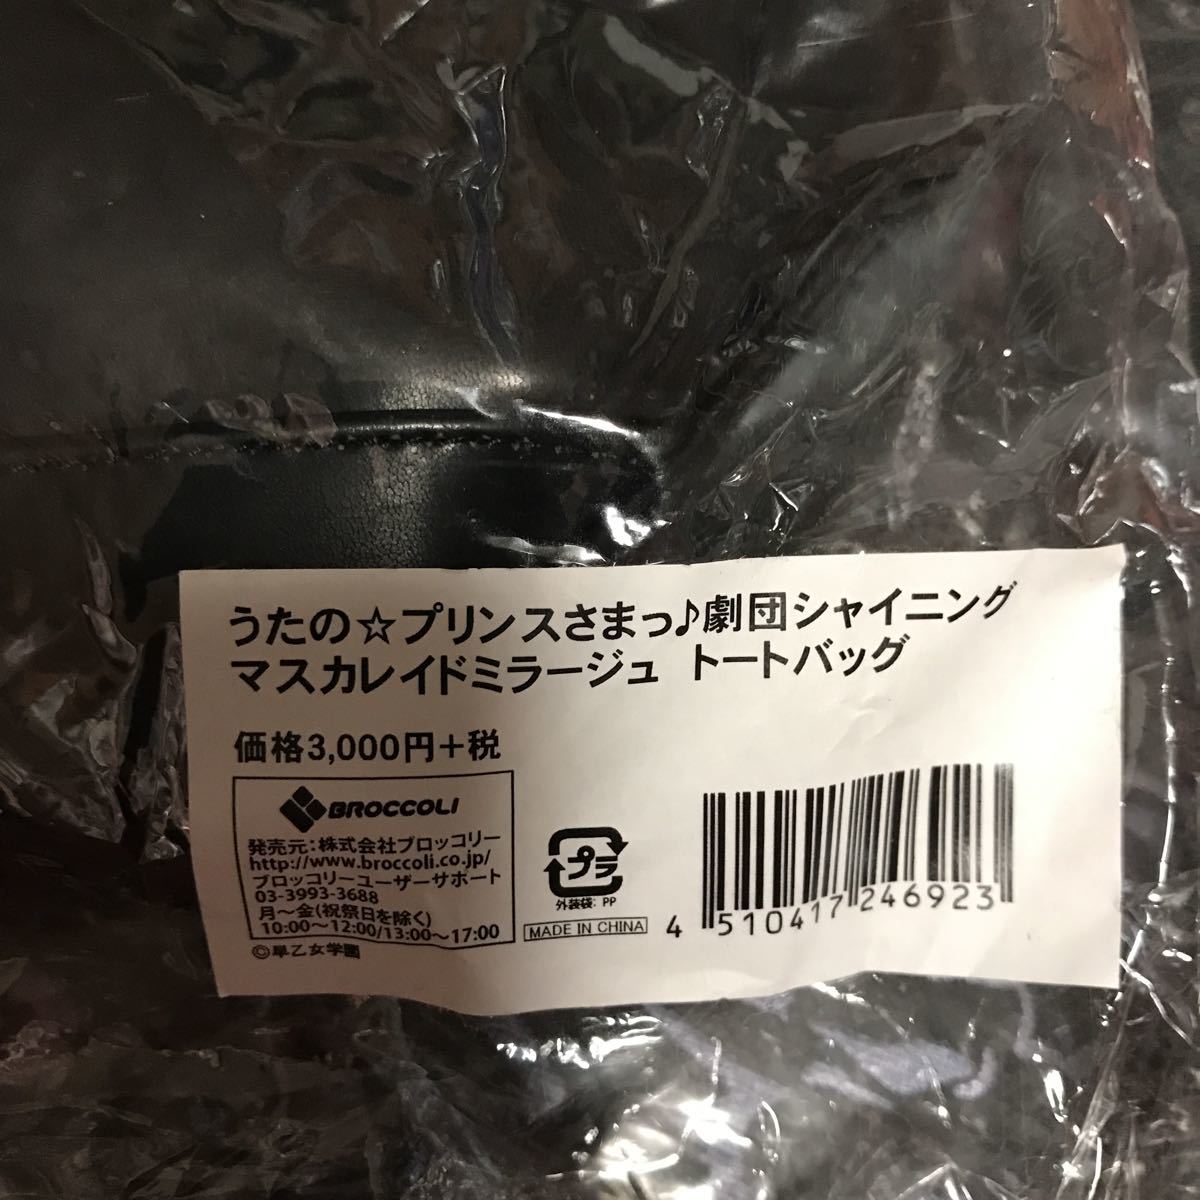 うたの☆プリンスさまっ♪劇団シャイニング
マスカレイドミラージュ　トートバッグ
価格3,000円＋税
BROCCOLI
発売元：株式会社ブロッコリー
http://www.broccoli.co.jp/
ブロッコリーユーザーサポート
03-3993-3688
月～金(祝祭日を除く)
10:00～12:00/13:00～17:00
©早乙女学園
プラ
外装袋: PP
MADE IN CHINA
4 510417 246923